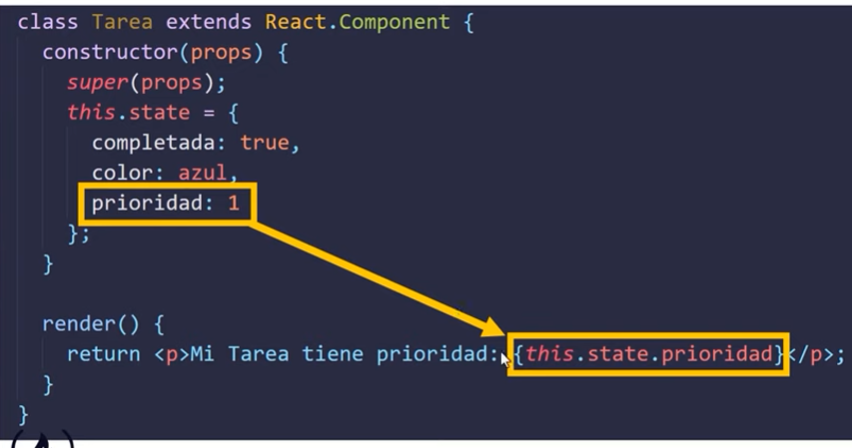 class Tarea extends React.Component {
constructor(props) {
super(props);
this.state = {
completada: true,
color: azul,
prioridad: 1
};
}
render() {
return <p>Mi Tarea tiene prioridad: {this.state.prioridad}</p>;
}
}